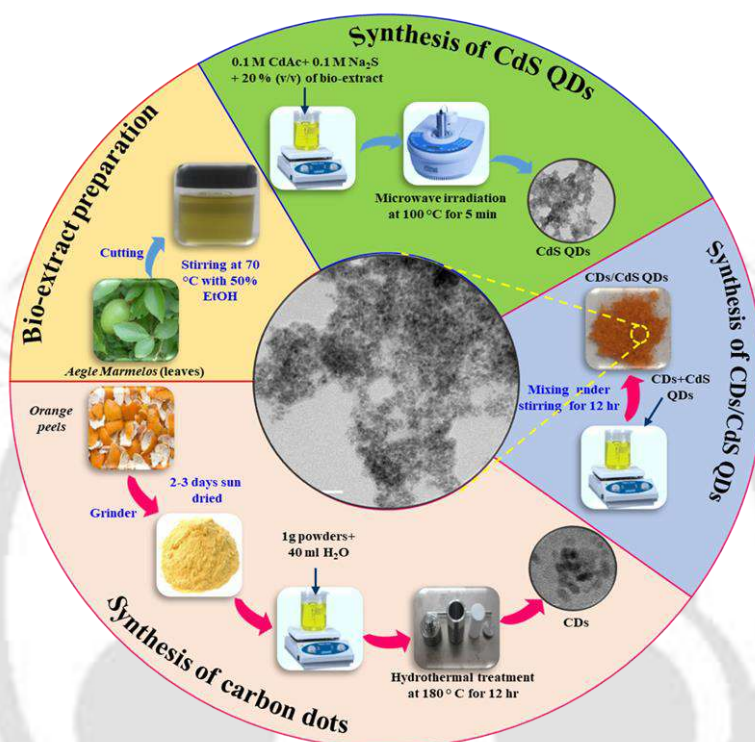 Synthesis of CdS QDs
0.1 M CdAc+ 0.1 M Na₂S
+ 20 % (v/v) of bio-extract
Microwave irradiation
at 100 °C for 5 min
CdS QDs
Bio-extract preparation
Cutting
Stirring at 70
°C with 50%
EtOH
Aegle Marmelos (leaves)
Synthesis of CDs/CdS QDs
CDs/CdS QDs
Mixing under
stirring for 12 hr
CDs+CdS
QDs
Orange
peels
2-3 days sun
dried
Grinder
1g powders+
40 ml H₂O
Hydrothermal treatment
at 180 ° C for 12 hr
CDs
Synthesis of carbon dots